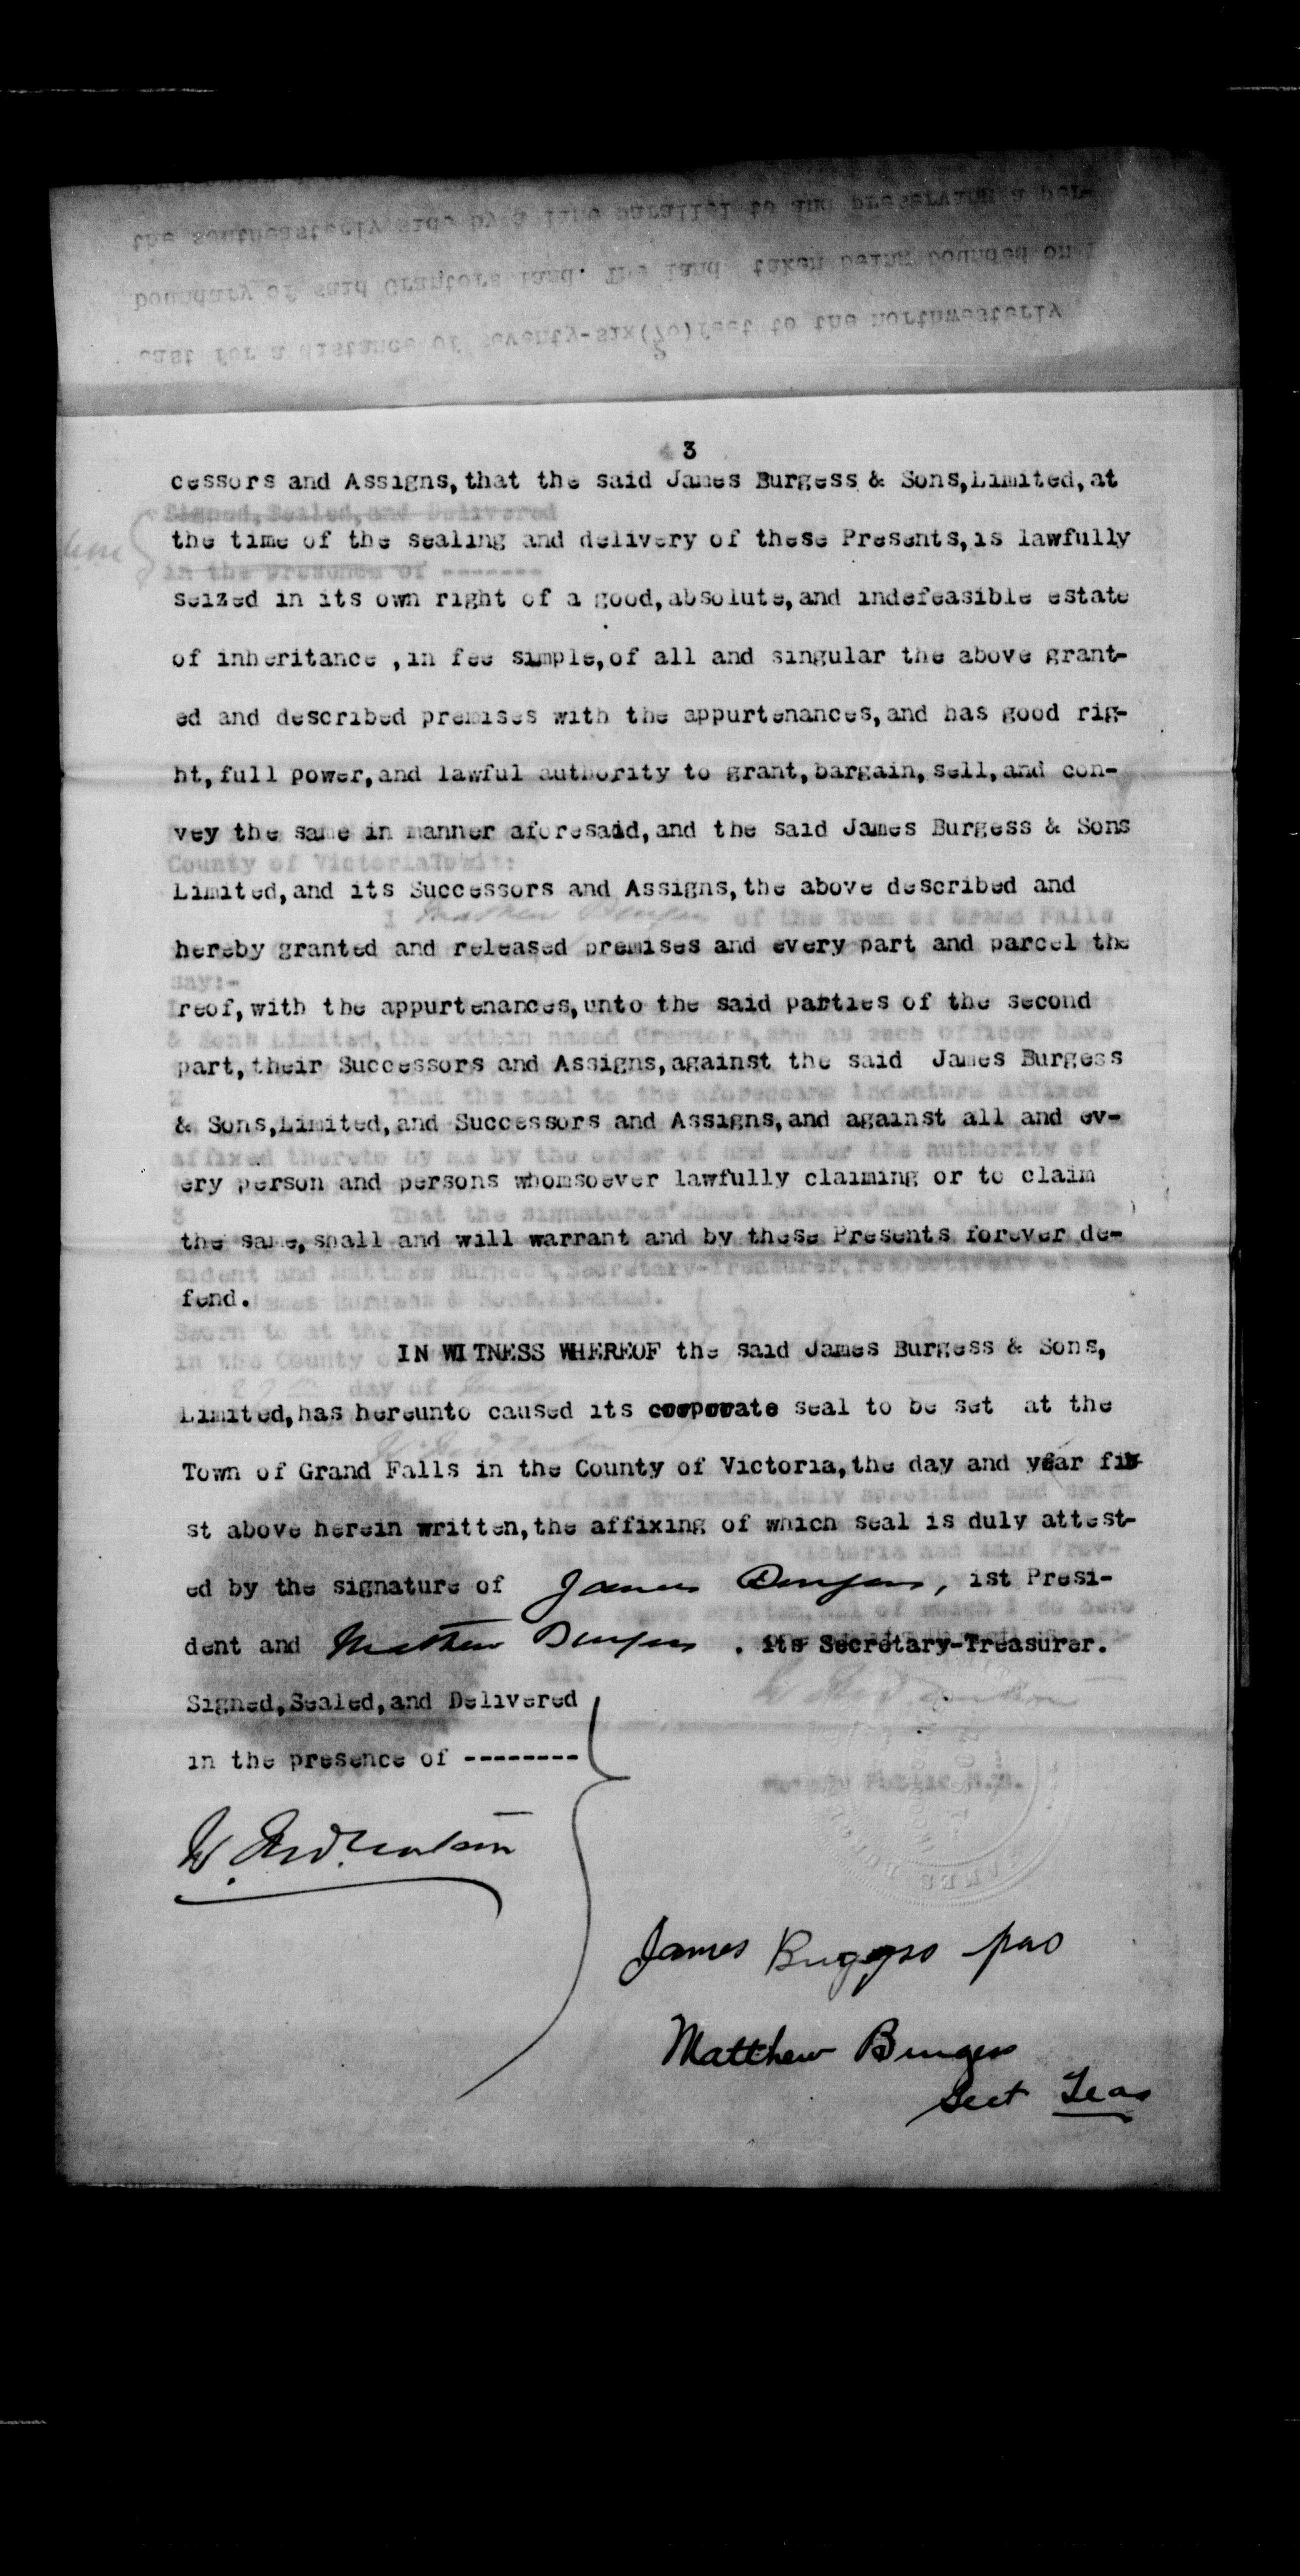 3
cessors and Assigns, that the said James Burgess & Sons,Limited, at
the time of the sealing and delivery of these Presents, is lawfully
seized in its own right of a good, absolute, and indefeasible estate
of inheritance ,in fee simple, of all and singular the above grant-
ed and described premises with the appurtenances, and has good rig-
ht, full power, and lawful authority to grant, bargain, sell, and con-
vey the same in manner aforesaid, and the said James Burgess & Sons
Limited, and its Successors and Assigns, the above described and
hereby granted and released premises and every part and parcel the
reof, with the appurtenances, unto the said parties of the second
part, their Successors and Assigns, against the said James Burgess
& Sons, Limited, and Successors and Assigns, and against all and ev-
ery person and persons whomsoever lawfully claiming or to claim
the same, shall and will warrant and by these Presents forever de-
fend.
IN WITNESS WHEREOF the said James Burgess & Sons,
Limited, has hereunto caused its corporate seal to be set at the
Town of Grand Falls in the County of Victoria, the day and year fir
st above herein written, the affixing of which seal is duly attest-
ed by the signature of James Burgess, ist Presi-
dent and Matthew Burgess . its Secretary-Treasurer.
Signed, Sealed, and Delivered
in the presence of --------
W.
James Burgess
Matthew Burgess
Sect Teas